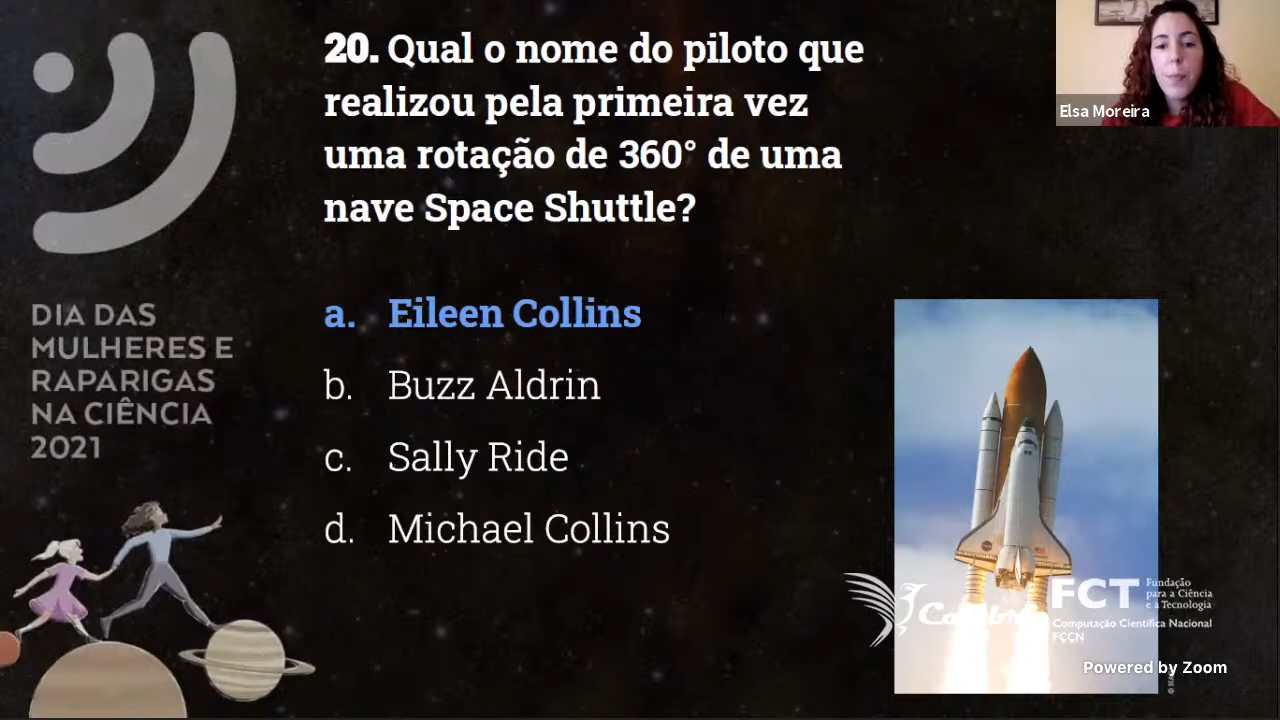 20. Qual o nome do piloto que
realizou pela primeira vez
uma rotação de 360° de uma
nave Space Shuttle?
Elsa Moreira
a. Eileen Collins
b. Buzz Aldrin
c. Sally Ride
d. Michael Collins
DIA DAS
MULHERES E
RAPARIGAS
NA CIÊNCIA
2021
FCT Fundação
para a Ciência
e a Tecnologia
Computação Científica Nacional
FCCN
Powered by Zoom